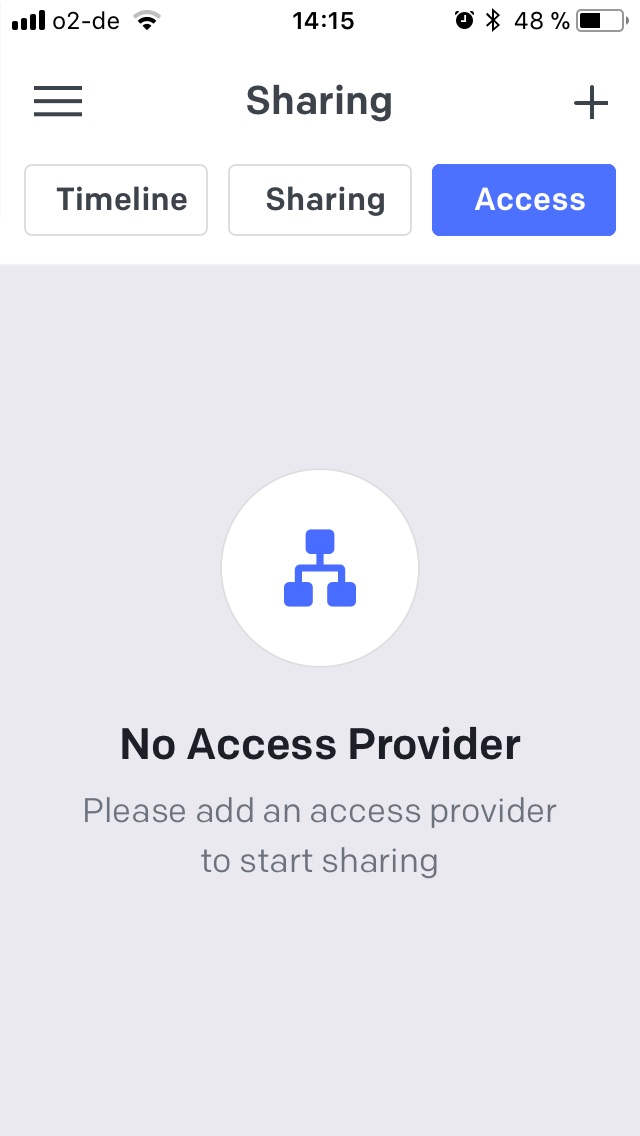 o2-de 14:15 48 %
Sharing
Timeline Sharing Access
No Access Provider
Please add an access provider
to start sharing